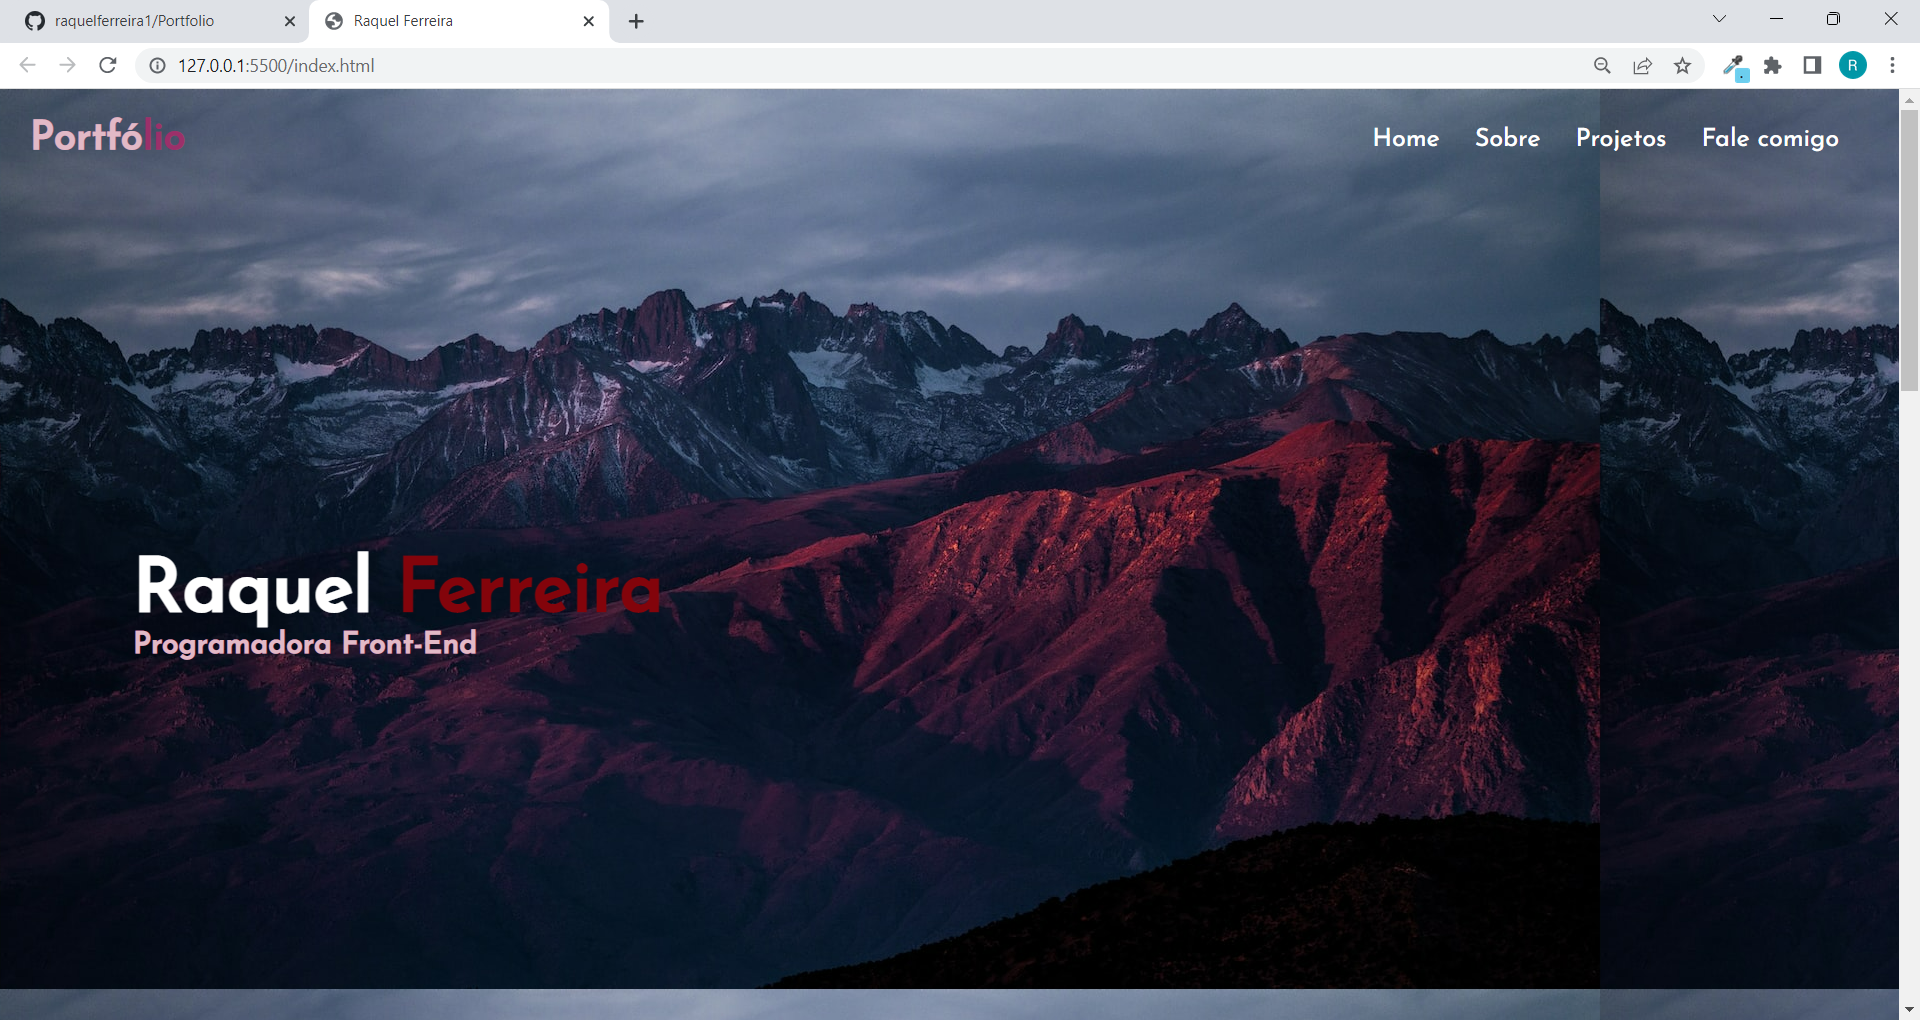 raquelferreira1/Portfolio
Raquel Ferreira
127.0.0.1:5500/index.html
R
Portfólio
Home Sobre Projetos Fale comigo
Raquel Ferreira
Programadora Front-End